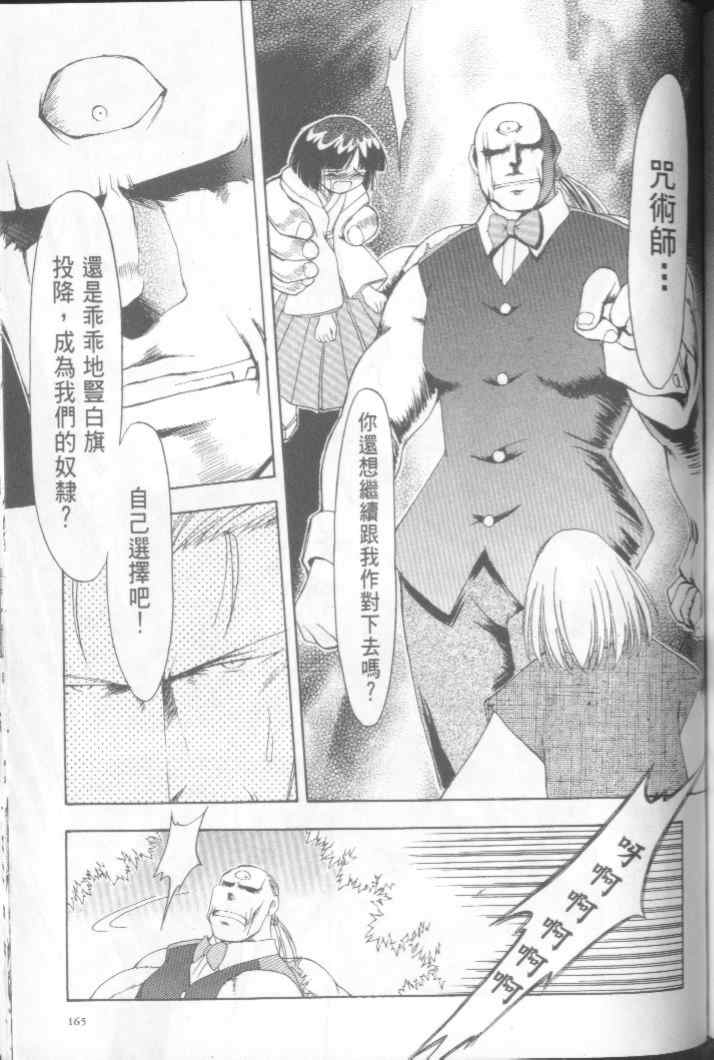 咒術師…
你還想繼續跟我作對下去嗎？
還是乖乖地豎白旗
投降，成為我們的奴隸？
自己選擇吧！
呀啊啊啊啊啊
165